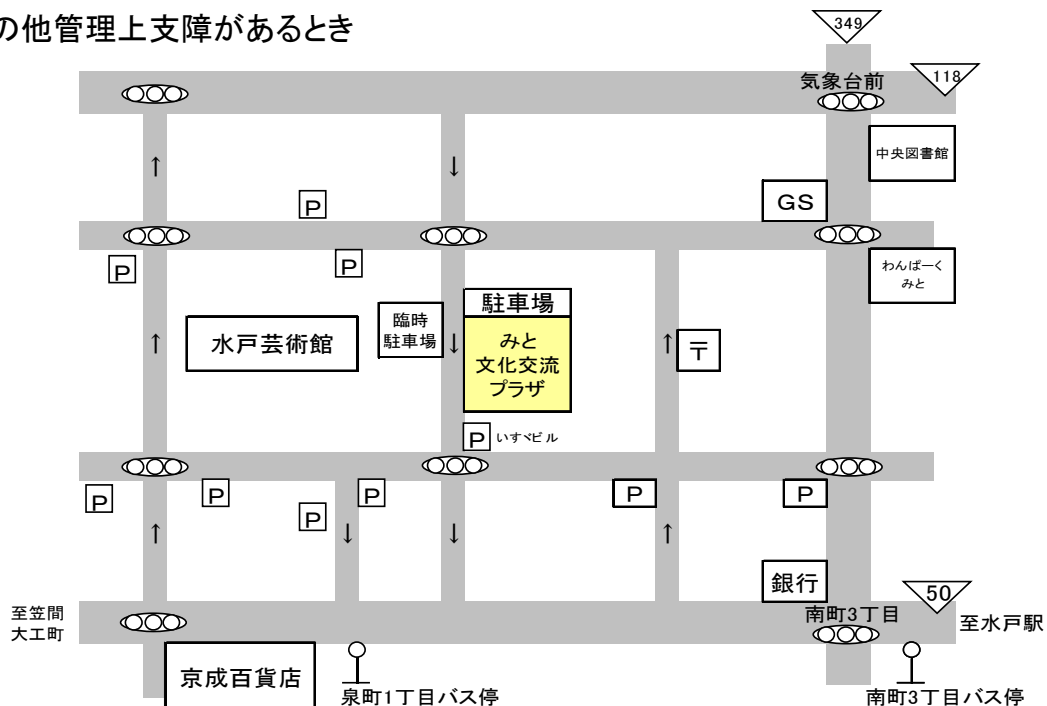 の他管理上支障があるとき
349
気象台前
118
中央図書館
P
GS
P
P
わんぱーく
みと
駐車場
臨時
駐車場
水戸芸術館
みと
文化交流
プラザ
〒
P いすゞビル
P
P
P
P
P
P
銀行
50
南町3丁目
至笠間
大工町
至水戸駅
京成百貨店
泉町1丁目バス停
南町3丁目バス停